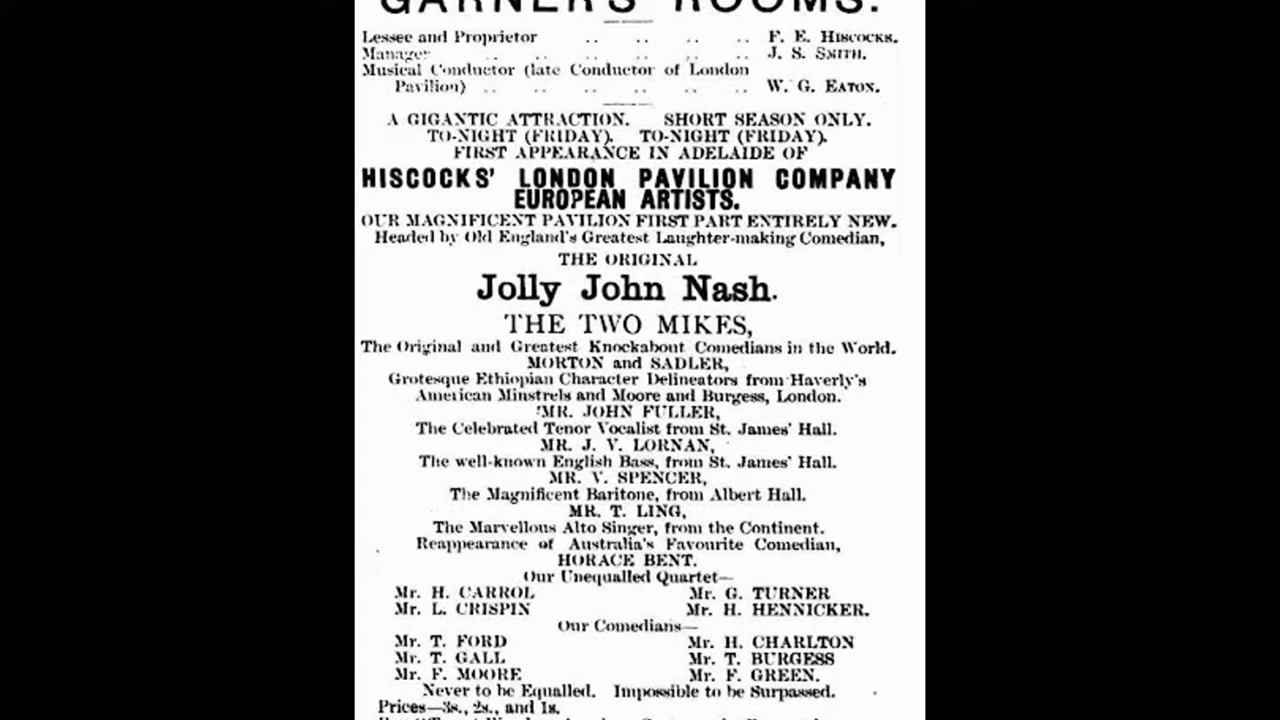 GARNER'S ROOMS.
Lessee and Proprietor .. .. .. .. F. E. HISCOCKS.
Manager .. .. .. .. .. .. J. S. SMITH.
Musical Conductor (late Conductor of London
Pavilion) .. .. .. .. .. .. W. G. EATON.
A GIGANTIC ATTRACTION. SHORT SEASON ONLY.
TO-NIGHT (FRIDAY). TO-NIGHT (FRIDAY).
FIRST APPEARANCE IN ADELAIDE OF
HISCOCKS' LONDON PAVILION COMPANY
EUROPEAN ARTISTS.
OUR MAGNIFICENT PAVILION FIRST PART ENTIRELY NEW.
Headed by Old England's Greatest Laughter-making Comedian,
THE ORIGINAL
Jolly John Nash.
THE TWO MIKES,
The Original and Greatest Knockabout Comedians in the World.
MORTON and SADLER,
Grotesque Ethiopian Character Delineators from Haverly's
American Minstrels and Moore and Burgess, London.
MR. JOHN FULLER,
The Celebrated Tenor Vocalist from St. James' Hall.
MR. J. V. LORNAN,
The well-known English Bass, from St. James' Hall.
MR. V. SPENCER,
The Magnificent Baritone, from Albert Hall.
MR. T. LING,
The Marvellous Alto Singer, from the Continent.
Reappearance of Australia's Favourite Comedian,
HORACE BENT.
Our Unequalled Quartet—
Mr. H. CARROL Mr. G. TURNER
Mr. L. CRISPIN Mr. H. HENNICKER.
Our Comedians—
Mr. T. FORD Mr. H. CHARLTON
Mr. T. GALL Mr. T. BURGESS
Mr. F. MOORE Mr. F. GREEN.
Never to be Equalled. Impossible to be Surpassed.
Prices—3s., 2s., and 1s.